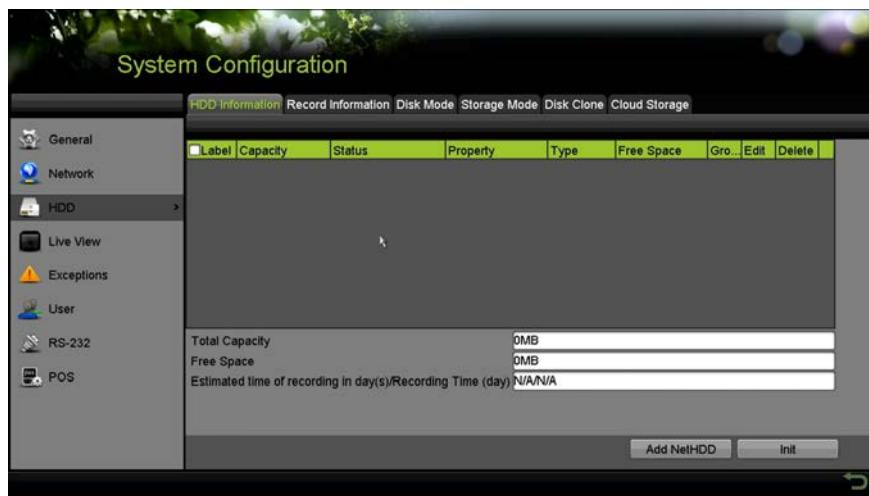 System Configuration
HDD Information Record Information Disk Mode Storage Mode Disk Clone Cloud Storage
General
Network
HDD
Live View
Exceptions
User
RS-232
POS
Label Capacity Status Property Type Free Space Gro... Edit Delete
Total Capacity 0MB
Free Space 0MB
Estimated time of recording in day(s)/Recording Time (day) N/A/N/A
Add NetHDD Init